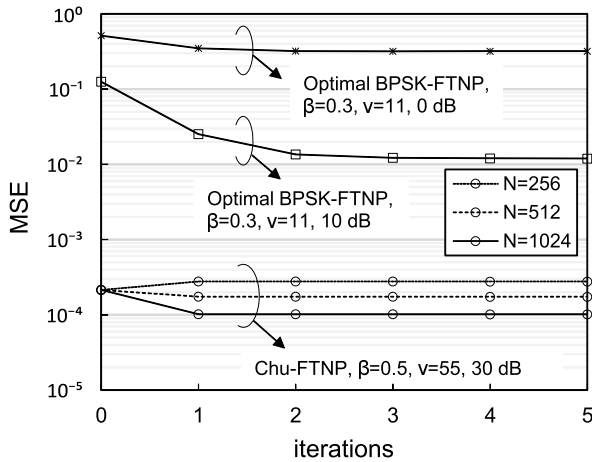 10⁰
10⁻¹
10⁻²
10⁻³
10⁻⁴
10⁻⁵
MSE
Optimal BPSK-FTNP,
β=0.3, ν=11, 0 dB
Optimal BPSK-FTNP,
β=0.3, ν=11, 10 dB
N=256
N=512
N=1024
Chu-FTNP, β=0.5, ν=55, 30 dB
0 1 2 3 4 5
iterations